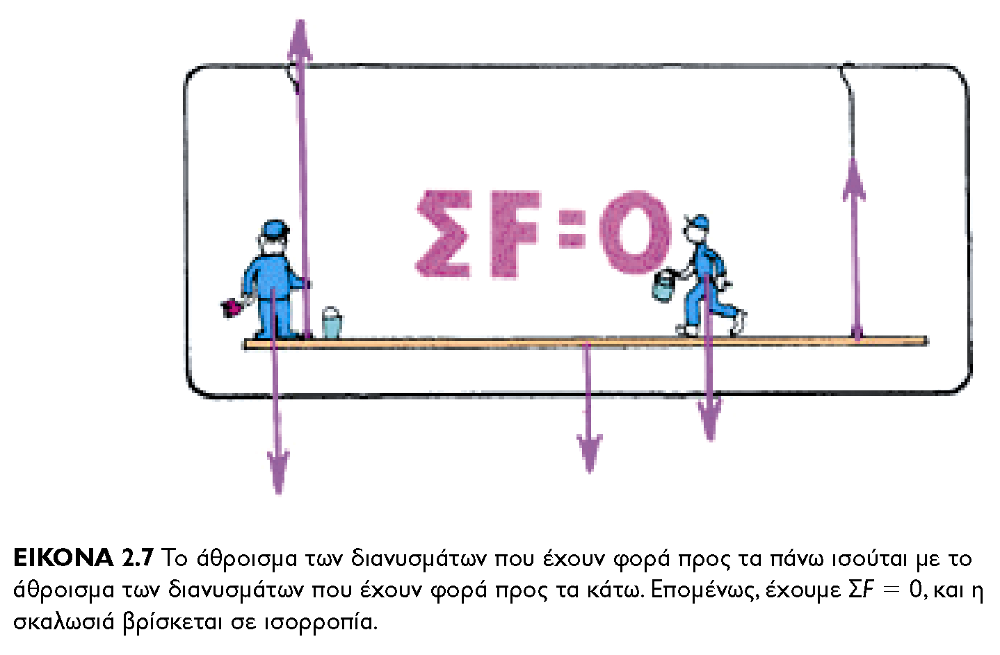 ΣF=0
ΕΙΚΟΝΑ 2.7 Το άθροισμα των διανυσμάτων που έχουν φορά προς τα πάνω ισούται με το
άθροισμα των διανυσμάτων που έχουν φορά προς τα κάτω. Επομένως, έχουμε ΣF = 0, και η
σκαλωσιά βρίσκεται σε ισορροπία.